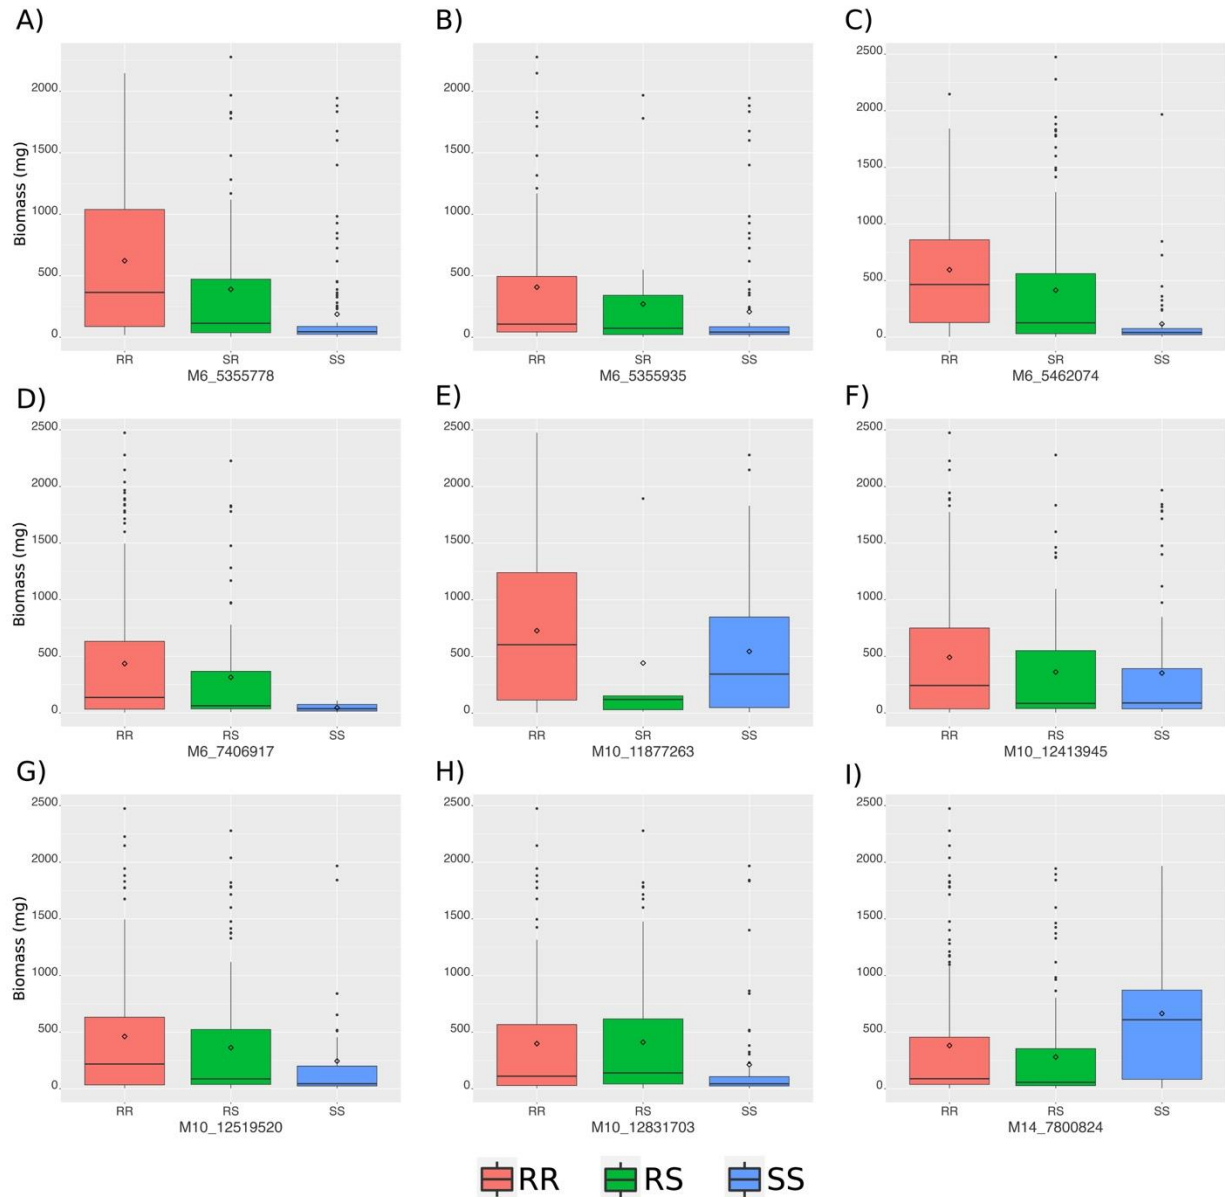 A)
B)
C)
Biomass (mg)
2000
1500
1000
500
0
RR
SR
SS
M6_5355778
2000
1500
1000
500
0
RR
SR
SS
M6_5355935
2500
2000
1500
1000
500
0
RR
SR
SS
M6_5462074
D)
E)
F)
Biomass (mg)
2500
2000
1500
1000
500
0
RR
RS
SS
M6_7406917
2500
2000
1500
1000
500
0
RR
SR
SS
M10_11877263
2500
2000
1500
1000
500
0
RR
RS
SS
M10_12413945
G)
H)
I)
Biomass (mg)
2500
2000
1500
1000
500
0
RR
RS
SS
M10_12519520
2500
2000
1500
1000
500
0
RR
RS
SS
M10_12831703
2500
2000
1500
1000
500
0
RR
RS
SS
M14_7800824
RR RS SS